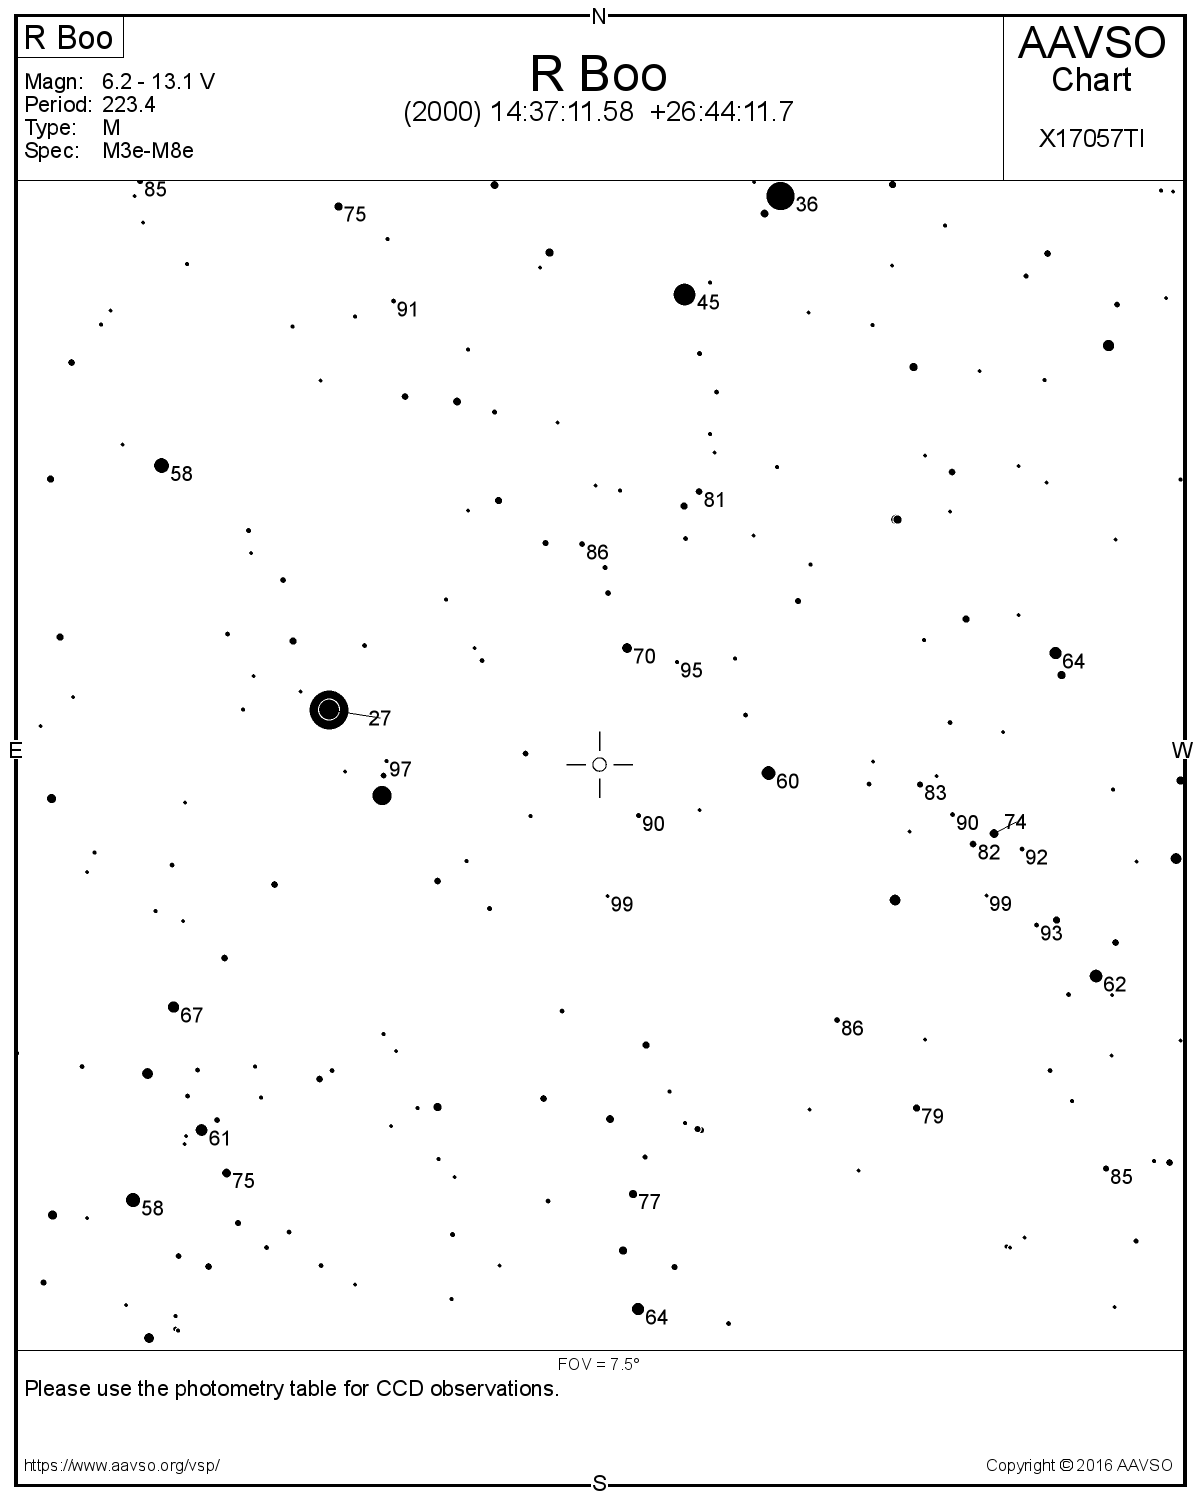 N
R Boo
Magn: 6.2 - 13.1 V
Period: 223.4
Type: M
Spec: M3e-M8e
R Boo
(2000) 14:37:11.58 +26:44:11.7
AAVSO
Chart
X17057TI
85
75
36
91
45
58
81
86
70
95
64
27
E
W
97
60
83
90
90
74
82
92
99
99
93
62
67
86
79
61
75
85
58
77
64
FOV = 7.5°
Please use the photometry table for CCD observations.
https://www.aavso.org/vsp/
Copyright © 2016 AAVSO
S